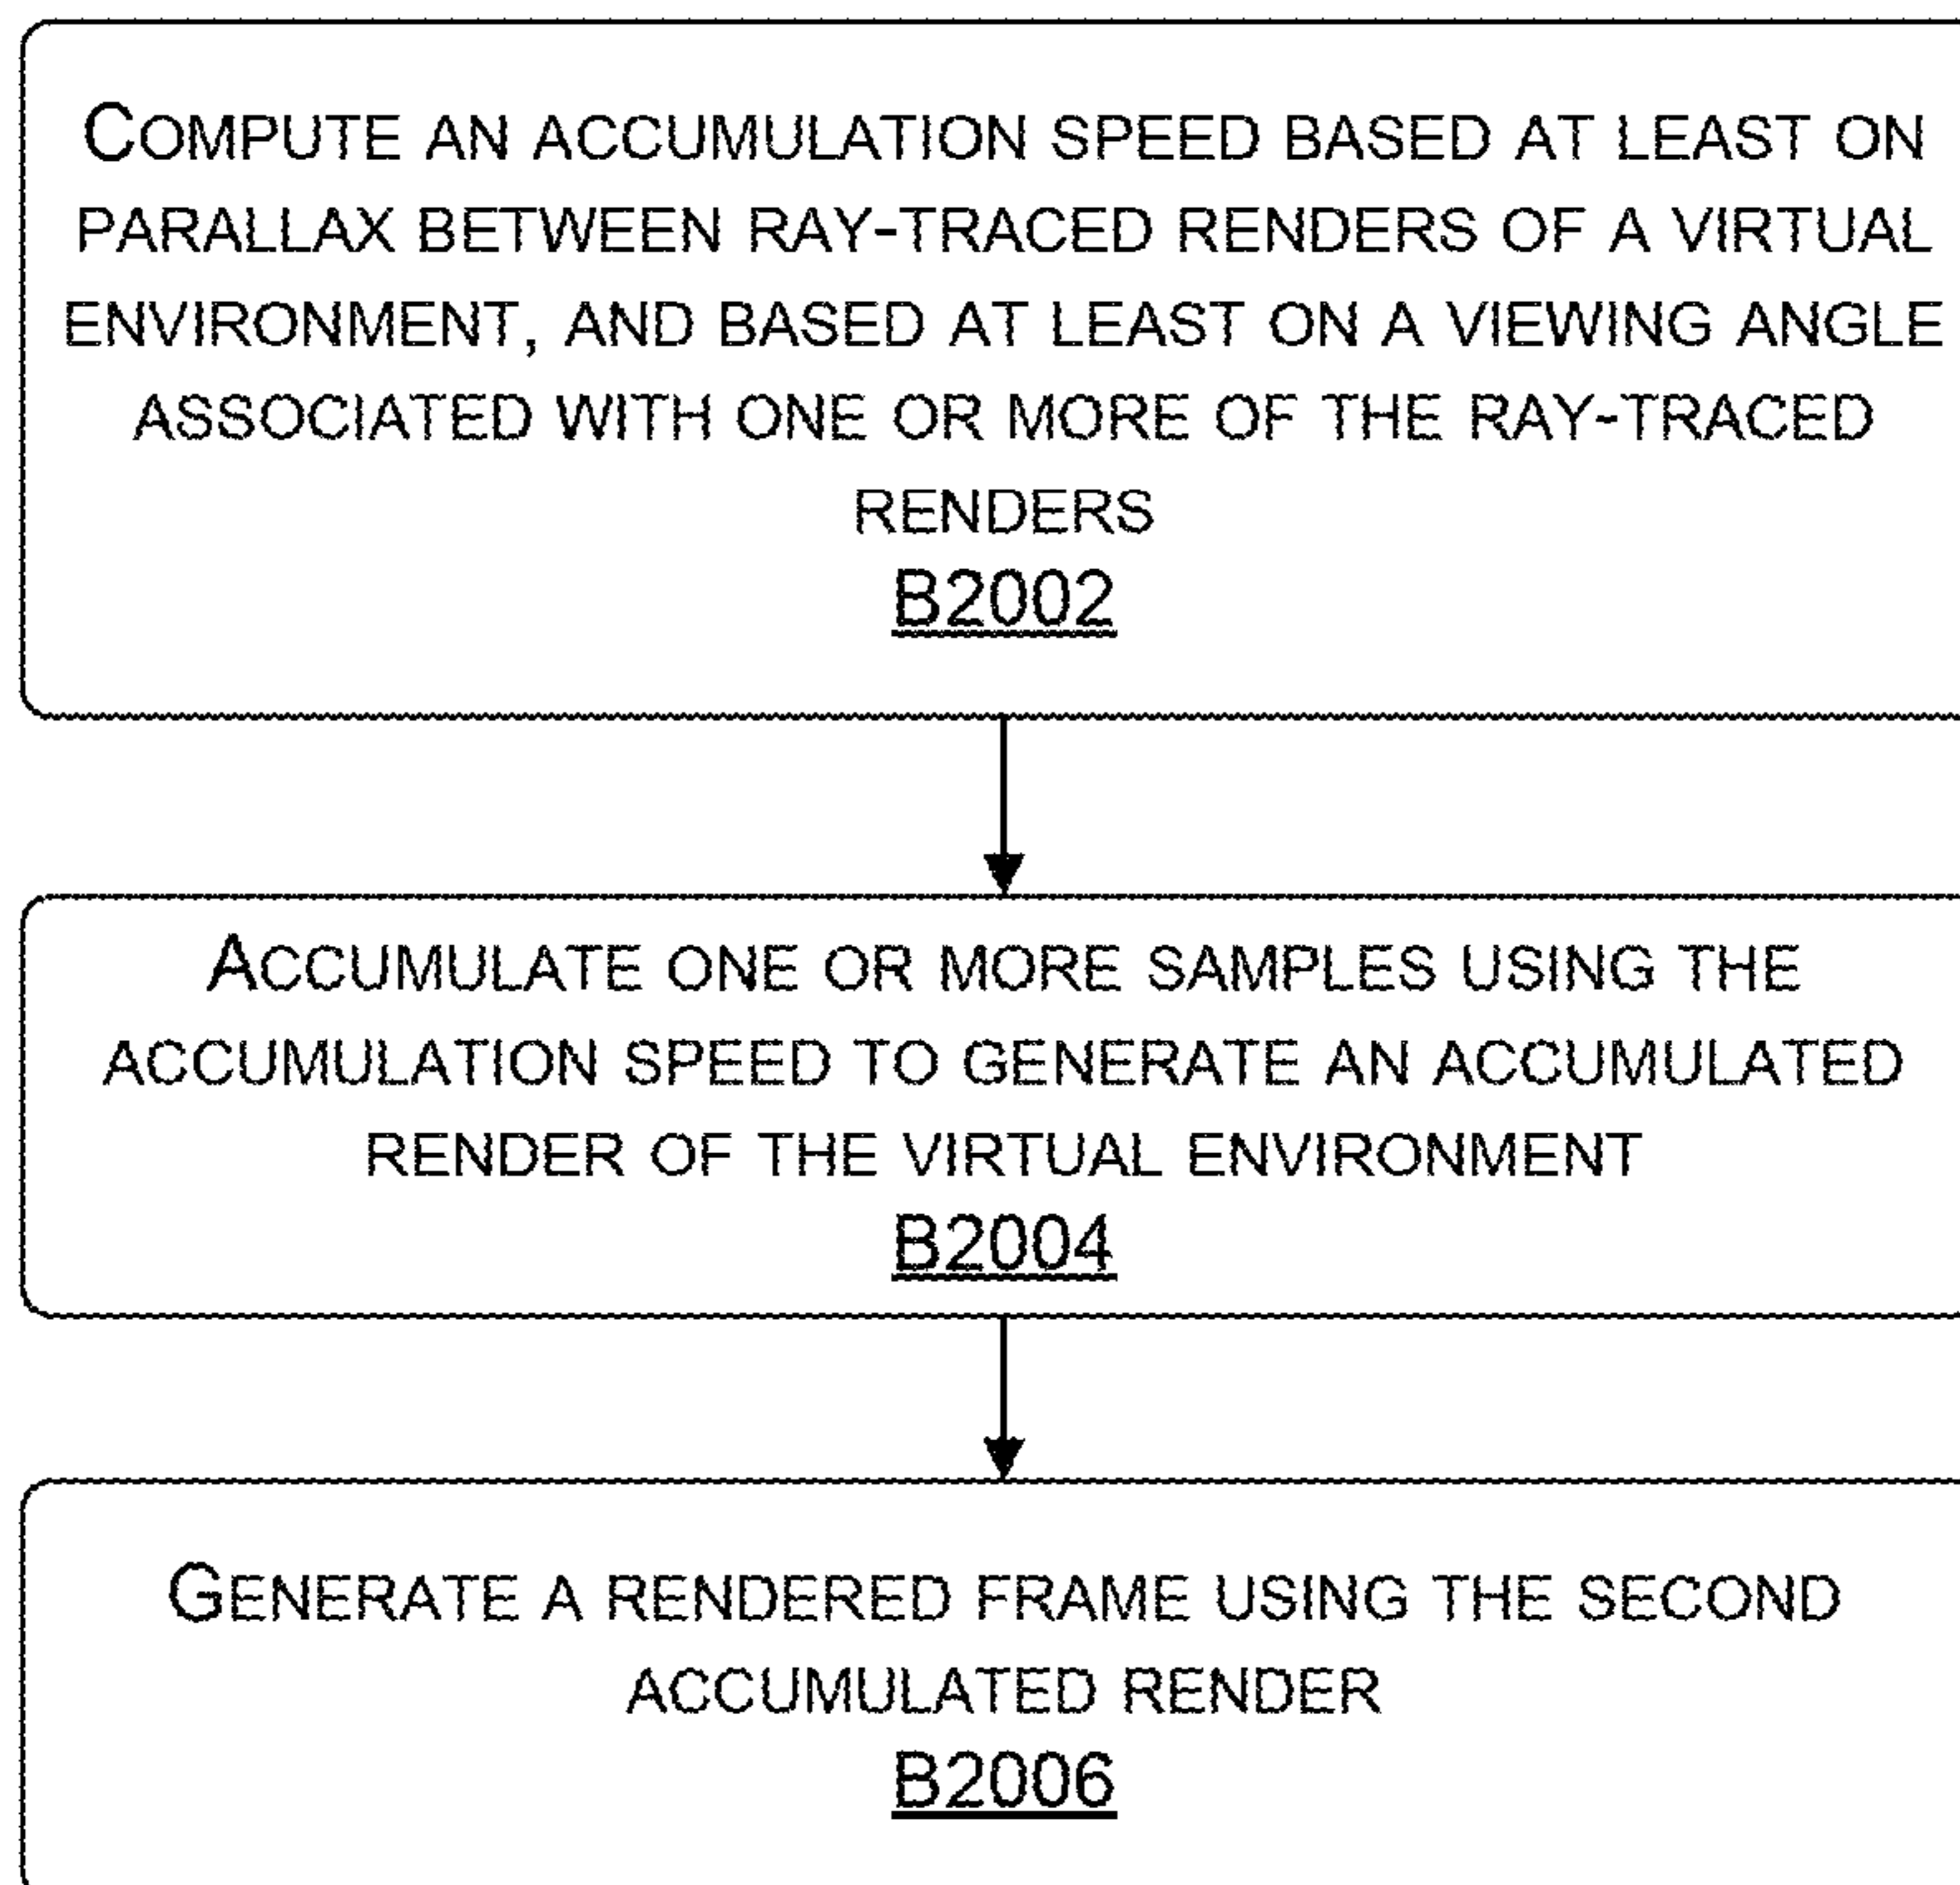 COMPUTE AN ACCUMULATION SPEED BASED AT LEAST ON
PARALLAX BETWEEN RAY-TRACED RENDERS OF A VIRTUAL
ENVIRONMENT, AND BASED AT LEAST ON A VIEWING ANGLE
ASSOCIATED WITH ONE OR MORE OF THE RAY-TRACED
RENDERS
B2002
ACCUMULATE ONE OR MORE SAMPLES USING THE
ACCUMULATION SPEED TO GENERATE AN ACCUMULATED
RENDER OF THE VIRTUAL ENVIRONMENT
B2004
GENERATE A RENDERED FRAME USING THE SECOND
ACCUMULATED RENDER
B2006